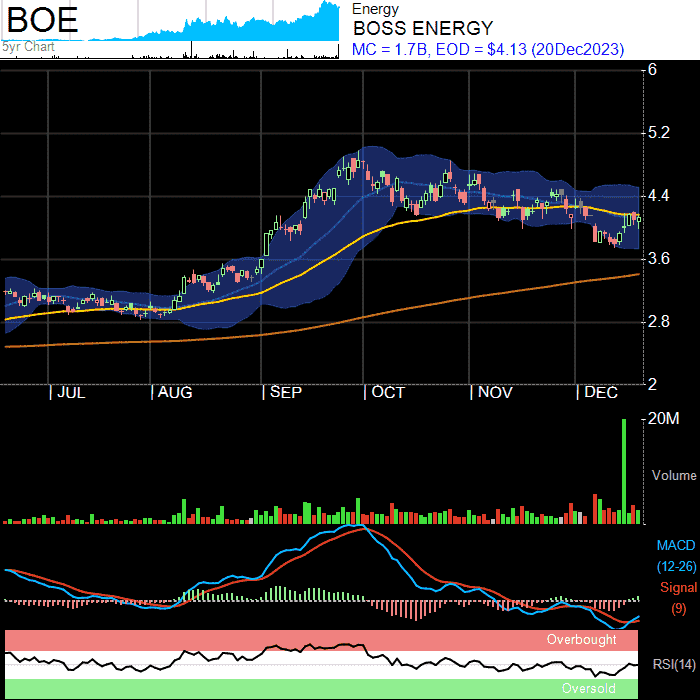 BOE
5yr Chart
Energy
BOSS ENERGY
MC = 1.7B, EOD = $4.13 (20Dec2023)
6
5.2
4.4
3.6
2.8
2
JUL AUG SEP OCT NOV DEC
20M
Volume
MACD
(12-26)
Signal
(9)
Overbought
RSI(14)
Oversold